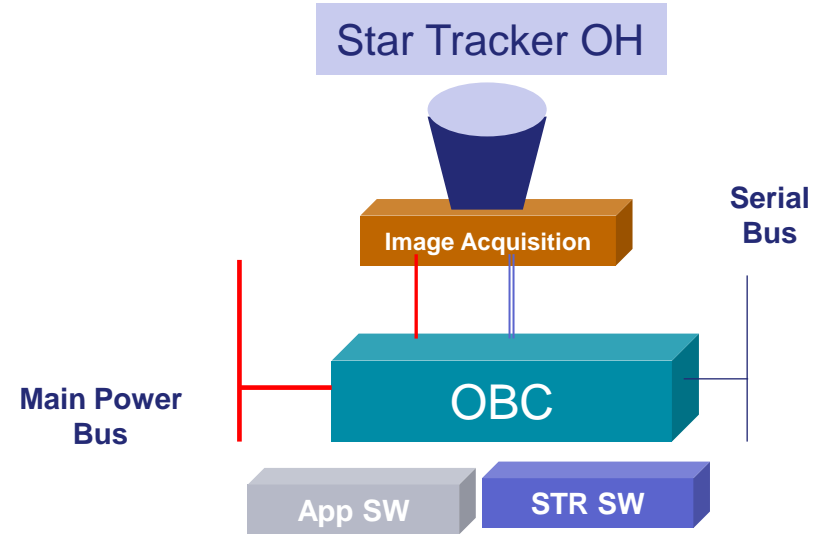 Star Tracker OH
Serial
Bus
Image Acquisition
Main Power
Bus
OBC
App SW
STR SW